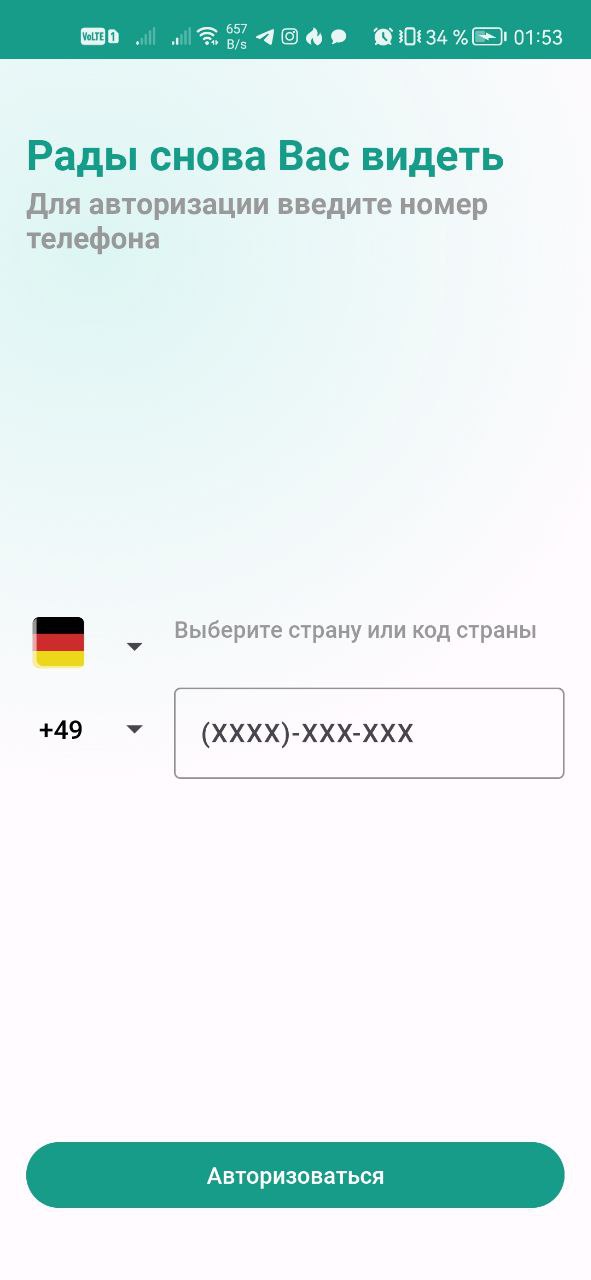 VoLTE 1 657 B/s 34 % 01:53
Рады снова Вас видеть
Для авторизации введите номер
телефона
Выберите страну или код страны
+49
(XXXX)-XXX-XXX
Авторизоваться